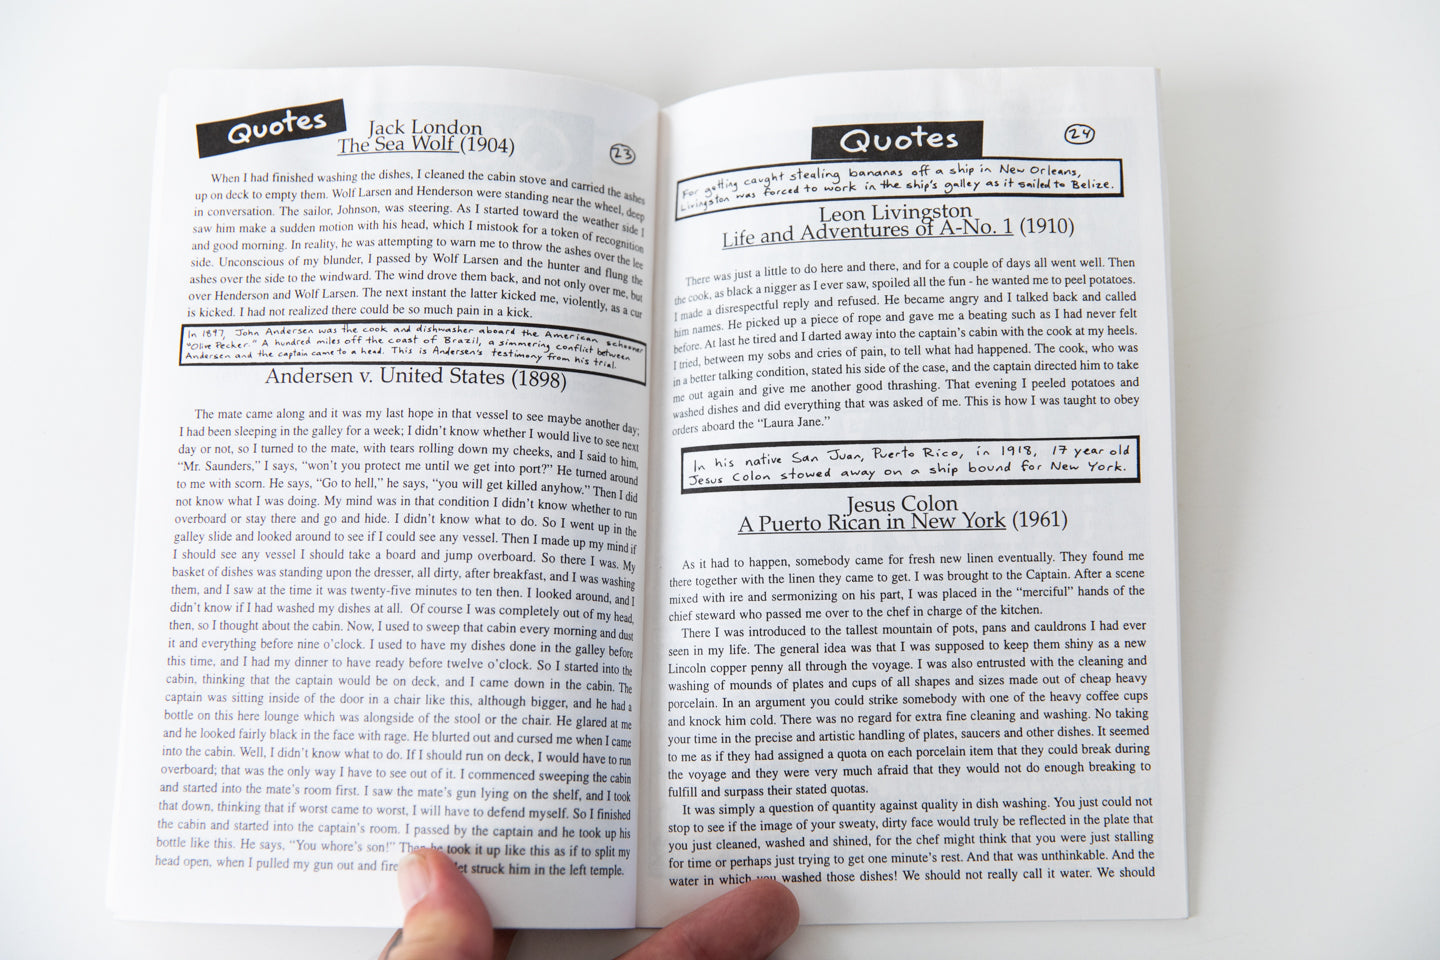 Quotes
Jack London
The Sea Wolf (1904)
23
When I had finished washing the dishes, I cleaned the cabin stove and carried the ashes
up on deck to empty them. Wolf Larsen and Henderson were standing near the wheel, deep
in conversation. The sailor, Johnson, was steering. As I started toward the weather side I
saw him make a sudden motion with his head, which I mistook for a token of recognition
and good morning. In reality, he was attempting to warn me to throw the ashes over the lee
side. Unconscious of my blunder, I passed by Wolf Larsen and the hunter and flung the
ashes over the side to the windward. The wind drove them back, and not only over me, but
over Henderson and Wolf Larsen. The next instant the latter kicked me, violently, as a cur
is kicked. I had not realized there could be so much pain in a kick.
In 1897, John Andersen was the cook and dishwasher aboard the American schooner
"Olive Pecker." A hundred miles off the coast of Brazil, a simmering conflict between
Andersen and the captain came to a head. This is Andersen's testimony from his trial.
Andersen v. United States (1898)
The mate came along and it was my last hope in that vessel to see maybe another day;
I had been sleeping in the galley for a week; I didn't know whether I would live to see next
day or not, so I turned to the mate, with tears rolling down my cheeks, and I said to him,
"Mr. Saunders," I says, "won't you protect me until we get into port?" He turned around
to me with scorn. He says, "Go to hell," he says, "you will get killed anyhow." Then I did
not know what I was doing. My mind was in that condition I didn't know whether to run
overboard or stay there and go and hide. I didn't know what to do. So I went up in the
galley slide and looked around to see if I could see any vessel. Then I made up my mind if
I should see any vessel I should take a board and jump overboard. So there I was. My
basket of dishes was standing upon the dresser, all dirty, after breakfast, and I was washing
them, and I saw at the time it was twenty-five minutes to ten then. I looked around, and I
didn't know if I had washed my dishes at all. Of course I was completely out of my head,
then, so I thought about the cabin. Now, I used to sweep that cabin every morning and dust
it and everything before nine o'clock. I used to have my dishes done in the galley before
this time, and I had my dinner to have ready before twelve o'clock. So I started into the
cabin, thinking that the captain would be on deck, and I came down in the cabin. The
captain was sitting inside of the door in a chair like this, although bigger, and he had a
bottle on this here lounge which was alongside of the stool or the chair. He glared at me
and he looked fairly black in the face with rage. He blurted out and cursed me when I came
into the cabin. Well, I didn't know what to do. If I should run on deck, I would have to run
overboard; that was the only way I have to see out of it. I commenced sweeping the cabin
and started into the mate's room first. I saw the mate's gun lying on the shelf, and I took
that down, thinking that if worst came to worst, I will have to defend myself. So I finished
the cabin and started into the captain's room. I passed by the captain and he took up his
bottle like this. He says, "You whore's son!" Then he took it up like this as if to split my
head open, when I pulled my gun out and fire struck him in the left temple.
Quotes
24
For getting caught stealing bananas off a ship in New Orleans,
Livingston was forced to work in the ship's galley as it sailed to Belize.
Leon Livingston
Life and Adventures of A-No. 1 (1910)
There was just a little to do here and there, and for a couple of days all went well. Then
the cook, as black a nigger as I ever saw, spoiled all the fun - he wanted me to peel potatoes.
I made a disrespectful reply and refused. He became angry and I talked back and called
him names. He picked up a piece of rope and gave me a beating such as I had never felt
before. At last he tired and I darted away into the captain's cabin with the cook at my heels.
I tried, between my sobs and cries of pain, to tell what had happened. The cook, who was
in a better talking condition, stated his side of the case, and the captain directed him to take
me out again and give me another good thrashing. That evening I peeled potatoes and
washed dishes and did everything that was asked of me. This is how I was taught to obey
orders aboard the "Laura Jane."
In his native San Juan, Puerto Rico, in 1918, 17 year old
Jesus Colon stowed away on a ship bound for New York.
Jesus Colon
A Puerto Rican in New York (1961)
As it had to happen, somebody came for fresh new linen eventually. They found me
there together with the linen they came to get. I was brought to the Captain. After a scene
mixed with ire and sermonizing on his part, I was placed in the "merciful" hands of the
chief steward who passed me over to the chef in charge of the kitchen.
There I was introduced to the tallest mountain of pots, pans and cauldrons I had ever
seen in my life. The general idea was that I was supposed to keep them shiny as a new
Lincoln copper penny all through the voyage. I was also entrusted with the cleaning and
washing of mounds of plates and cups of all shapes and sizes made out of cheap heavy
porcelain. In an argument you could strike somebody with one of the heavy coffee cups
and knock him cold. There was no regard for extra fine cleaning and washing. No taking
your time in the precise and artistic handling of plates, saucers and other dishes. It seemed
to me as if they had assigned a quota on each porcelain item that they could break during
the voyage and they were very much afraid that they would not do enough breaking to
fulfill and surpass their stated quotas.
It was simply a question of quantity against quality in dish washing. You just could not
stop to see if the image of your sweaty, dirty face would truly be reflected in the plate that
you just cleaned, washed and shined, for the chef might think that you were just stalling
for time or perhaps just trying to get one minute's rest. And that was unthinkable. And the
water in which you washed those dishes! We should not really call it water. We should